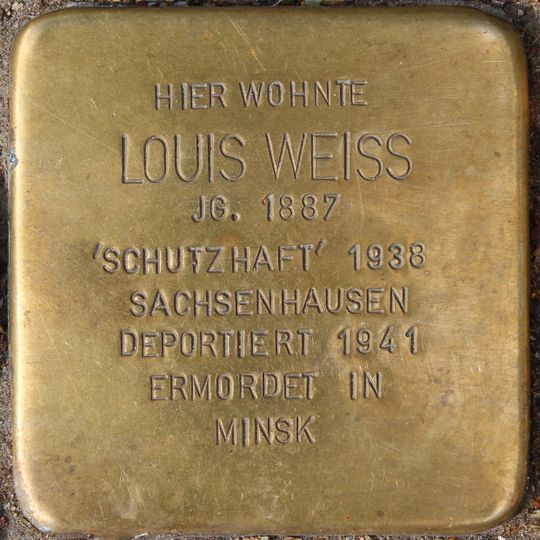 HIER WOHNTE
LOUIS WEISS
JG. 1887
'SCHUTZHAFT' 1938
SACHSENHAUSEN
DEPORTIERT 1941
ERMORDET IN
MINSK